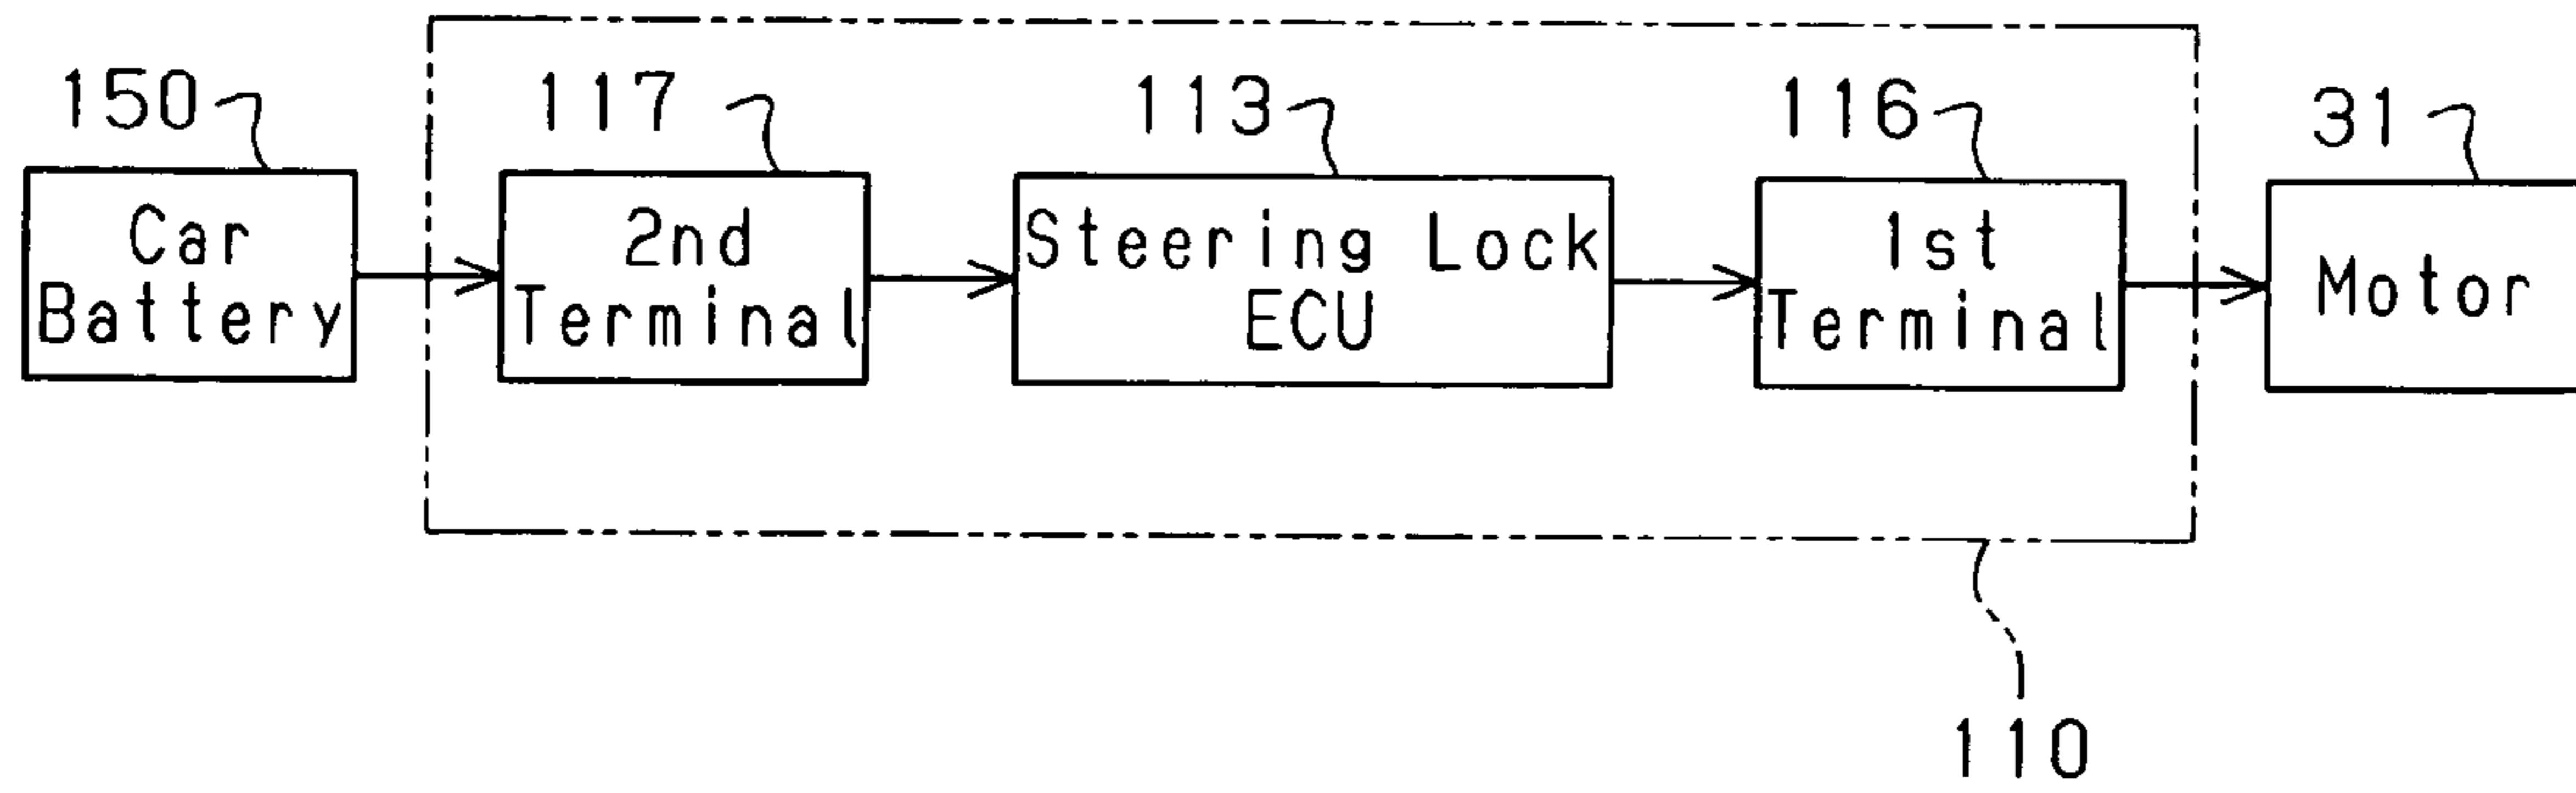 150
117
113
116
31
Car
Battery
2nd
Terminal
Steering Lock
ECU
1st
Terminal
Motor
110